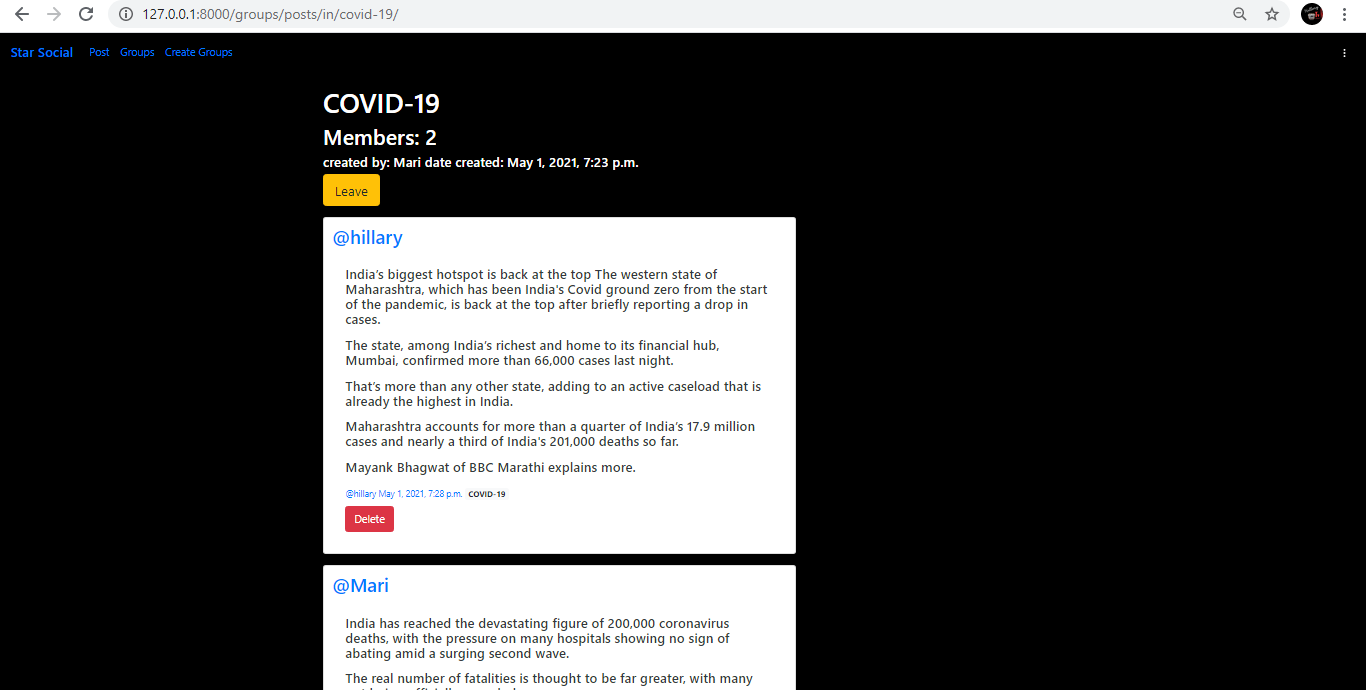 127.0.0.1:8000/groups/posts/in/covid-19/
Star Social Post Groups Create Groups
COVID-19
Members: 2
created by: Mari date created: May 1, 2021, 7:23 p.m.
Leave
@hillary
India's biggest hotspot is back at the top The western state of
Maharashtra, which has been India's Covid ground zero from the start
of the pandemic, is back at the top after briefly reporting a drop in
cases.
The state, among India's richest and home to its financial hub,
Mumbai, confirmed more than 66,000 cases last night.
That's more than any other state, adding to an active caseload that is
already the highest in India.
Maharashtra accounts for more than a quarter of India's 17.9 million
cases and nearly a third of India's 201,000 deaths so far.
Mayank Bhagwat of BBC Marathi explains more.
@hillary May 1, 2021, 7:28 p.m. COVID-19
Delete
@Mari
India has reached the devastating figure of 200,000 coronavirus
deaths, with the pressure on many hospitals showing no sign of
abating amid a surging second wave.
The real number of fatalities is thought to be far greater, with many